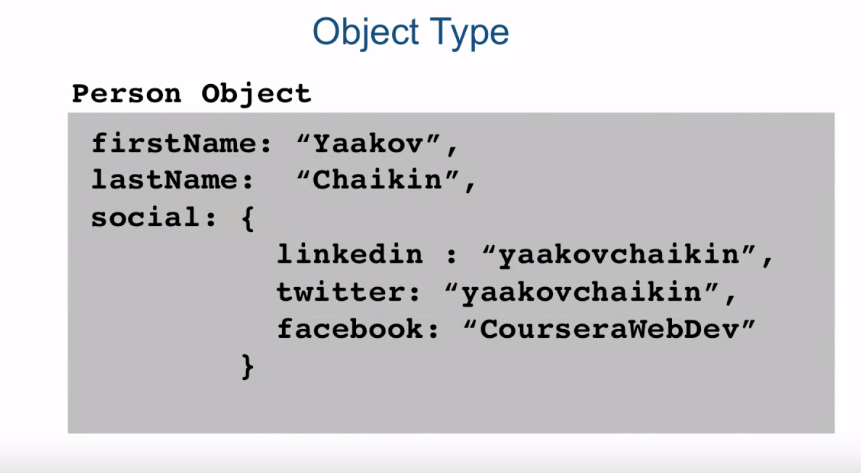 Object Type
Person Object
firstName: “Yaakov”,
lastName: “Chaikin”,
social: {
linkedin : “yaakovchaikin”,
twitter: “yaakovchaikin”,
facebook: “CourseraWebDev”
}